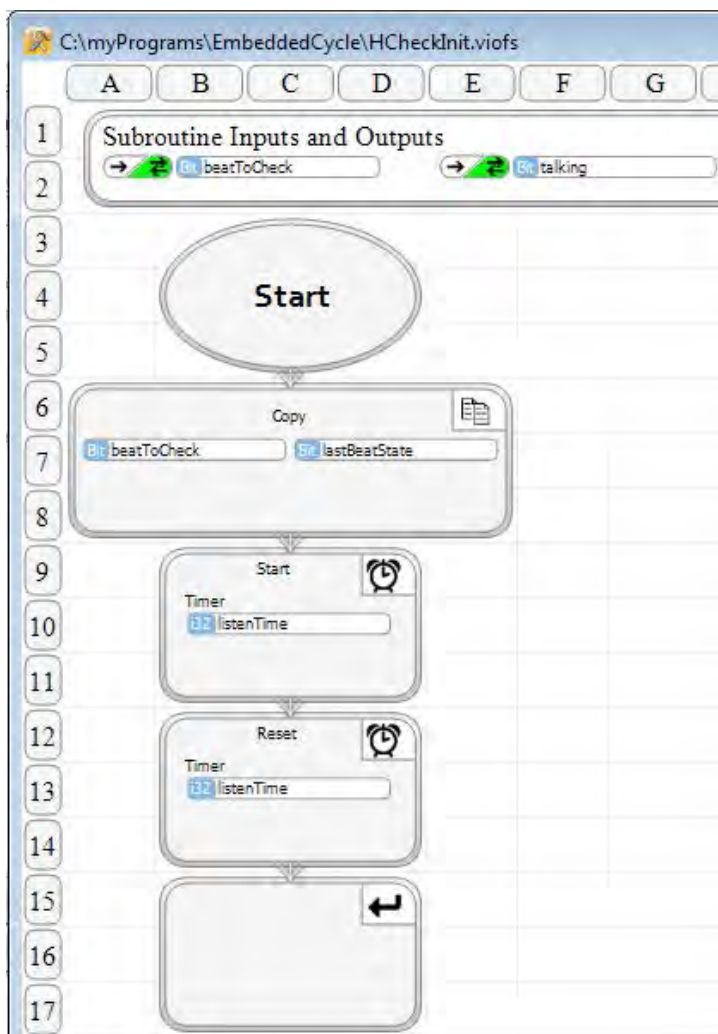 C:\myPrograms\EmbeddedCycle\HCheckInit.viofs
A B C D E F G
1
Subroutine Inputs and Outputs
2
Bit beatToCheck Bit talking
3
4
Start
5
6
Copy
7
Bit beatToCheck Bit lastBeatState
8
9
Start
Timer
10
i32 listenTime
11
12
Reset
Timer
13
i32 listenTime
14
15
16
17